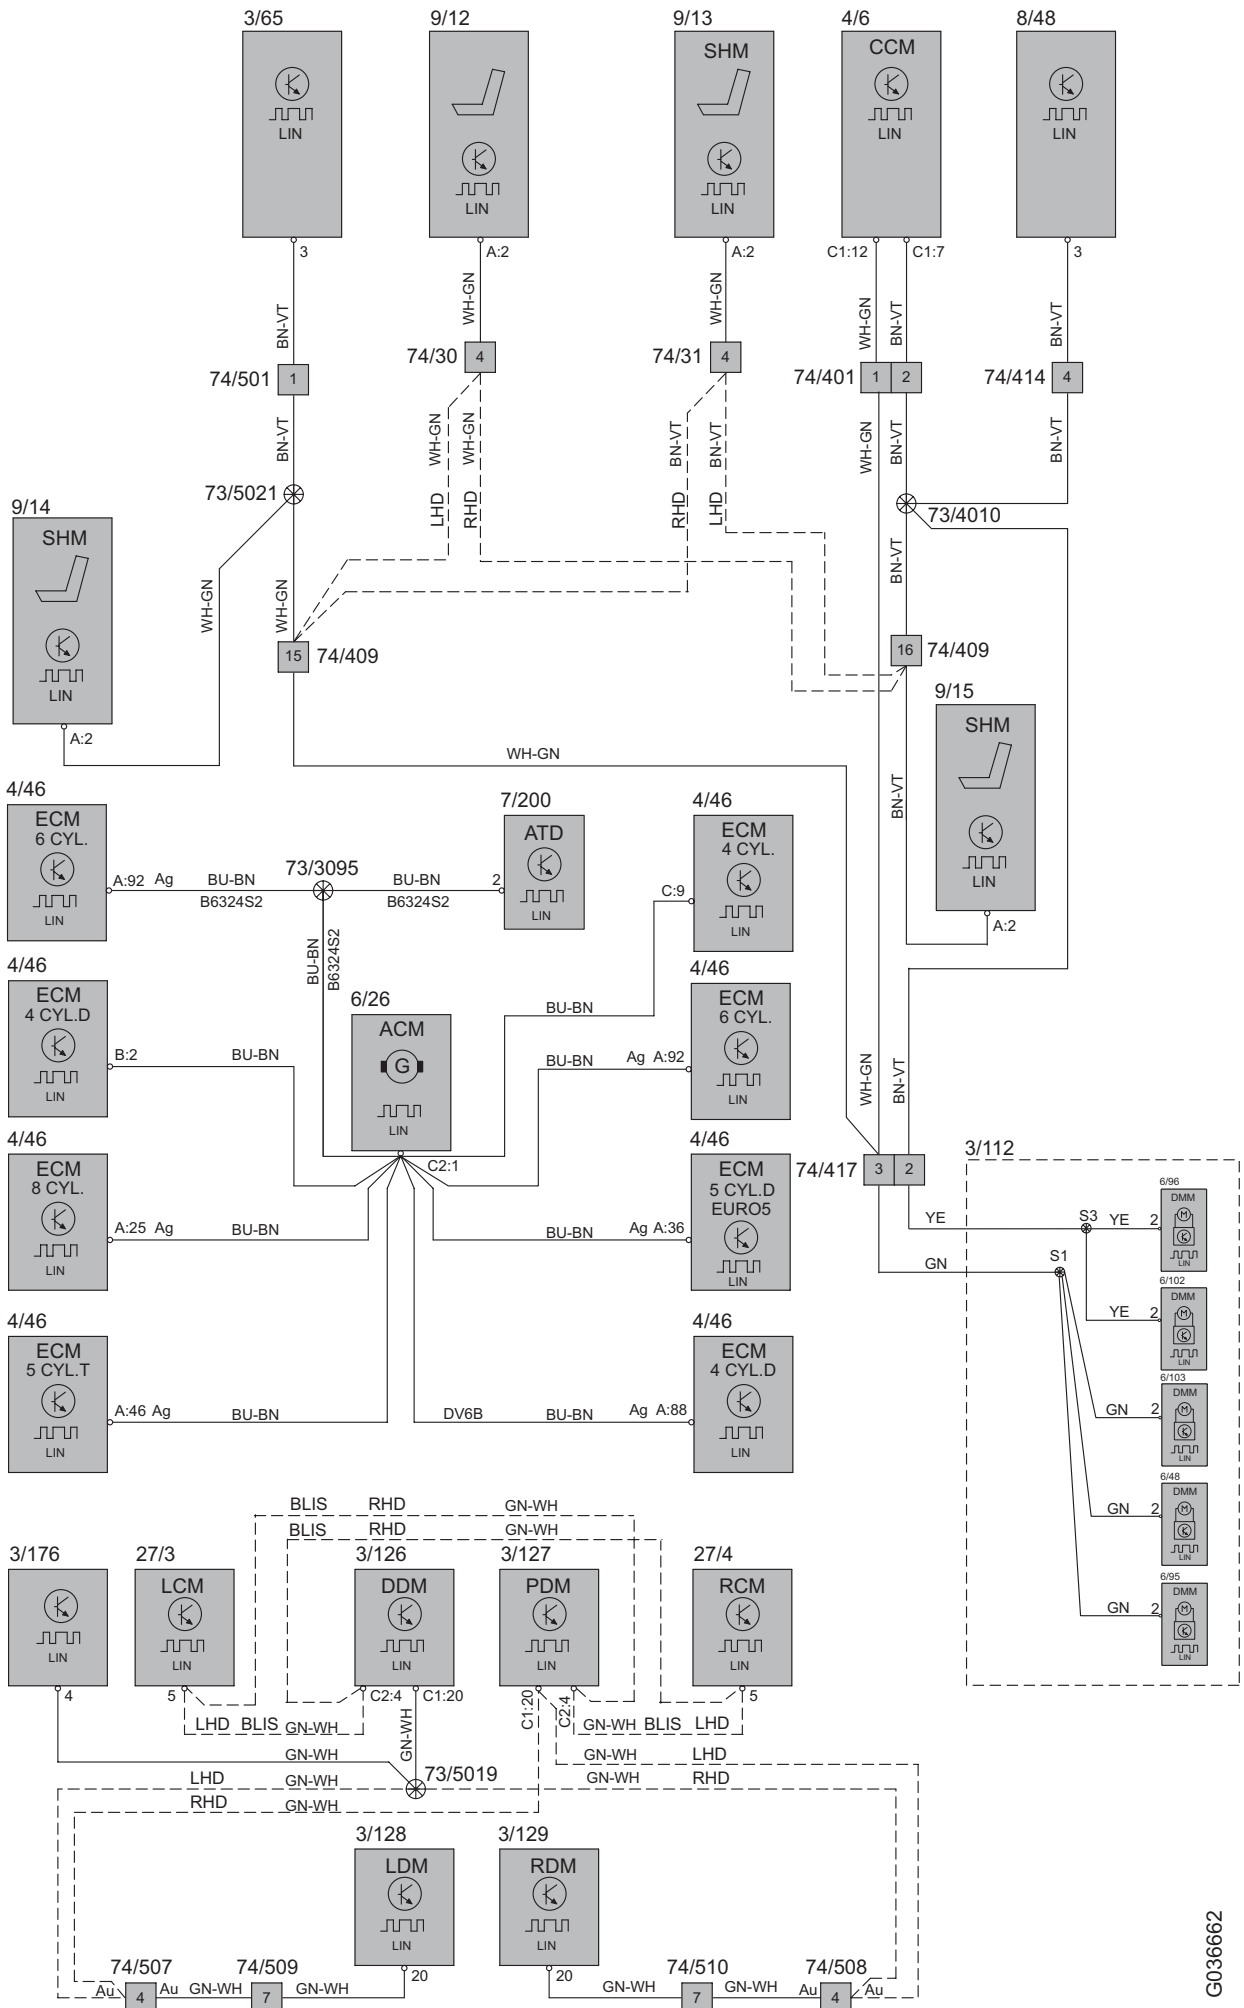 3/65
9/12
9/13
4/6
8/48
SHM
CCM
LIN
LIN
LIN
LIN
LIN
3
A:2
A:2
C1:12
C1:7
3
BN-VT
WH-GN
WH-GN
WH-GN
BN-VT
BN-VT
74/501
1
74/30
4
74/31
4
74/401
1
2
74/414
4
BN-VT
LHD
WH-GN
RHD
WH-GN
RHD
BN-VT
LHD
BN-VT
WH-GN
BN-VT
BN-VT
73/5021
73/4010
9/14
SHM
LIN
A:2
WH-GN
WH-GN
BN-VT
15
74/409
16
74/409
9/15
SHM
LIN
A:2
WH-GN
BN-VT
4/46
ECM
6 CYL.
LIN
A:92 Ag
BU-BN
B6324S2
73/3095
BU-BN
B6324S2
2
7/200
ATD
LIN
4/46
ECM
4 CYL.
LIN
C:9
BU-BN
B6324S2
4/46
ECM
4 CYL.D
LIN
B:2
BU-BN
6/26
ACM
G
LIN
C2:1
BU-BN
4/46
ECM
6 CYL.
LIN
BU-BN
Ag A:92
WH-GN
BN-VT
4/46
ECM
8 CYL.
LIN
A:25 Ag
BU-BN
4/46
ECM
5 CYL.D
EURO5
LIN
BU-BN
Ag A:36
74/417
3
2
3/112
YE
S3
YE
2
6/96
DMM
M
LIN
GN
S1
YE
2
6/102
DMM
M
LIN
GN
2
6/103
DMM
M
LIN
GN
2
6/48
DMM
M
LIN
GN
2
6/95
DMM
M
LIN
4/46
ECM
5 CYL.T
LIN
A:46 Ag
BU-BN
4/46
ECM
4 CYL.D
LIN
DV6B
BU-BN
Ag A:88
BLIS RHD GN-WH
BLIS RHD GN-WH
3/176
27/3
3/126
3/127
27/4
LCM
DDM
PDM
RCM
LIN
LIN
LIN
LIN
LIN
4
5
C2:4
C1:20
C1:20
C2:4
5
LHD BLIS GN-WH
GN-WH
GN-WH BLIS LHD
GN-WH
GN-WH LHD
LHD GN-WH
73/5019
GN-WH RHD
RHD GN-WH
3/128
LDM
LIN
20
3/129
RDM
LIN
20
74/507
Au
4
Au
GN-WH
74/509
7
GN-WH
GN-WH
74/510
7
GN-WH
74/508
Au
4
Au
G036662